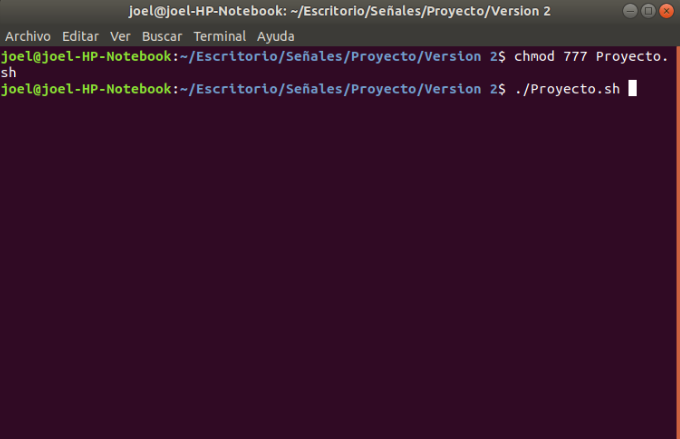 joel@joel-HP-Notebook: ~/Escritorio/Señales/Proyecto/Version 2
Archivo Editar Ver Buscar Terminal Ayuda
joel@joel-HP-Notebook:~/Escritorio/Señales/Proyecto/Version 2$ chmod 777 Proyecto.
sh
joel@joel-HP-Notebook:~/Escritorio/Señales/Proyecto/Version 2$ ./Proyecto.sh